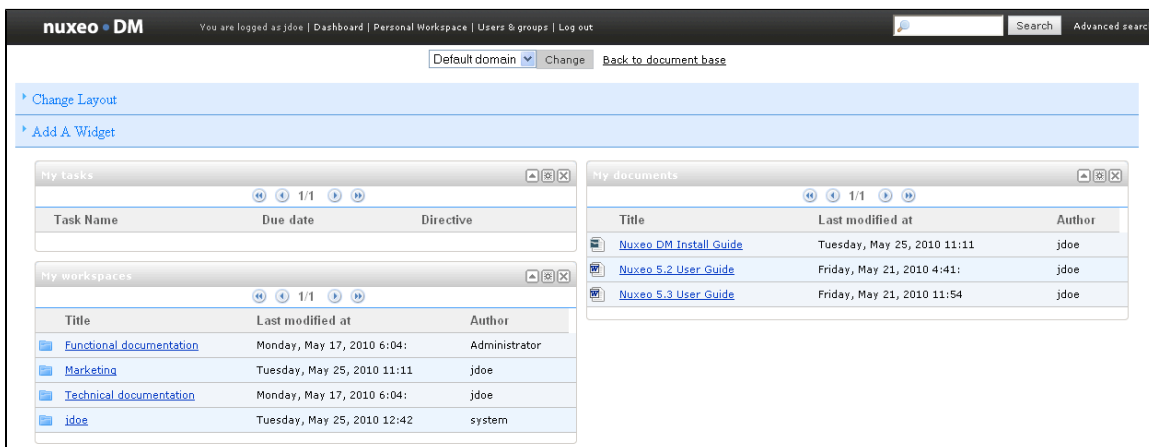 nuxeo DM You are logged as jdoe | Dashboard | Personal Workspace | Users & groups | Log out Search Advanced searc
Default domain Change Back to document base
Change Layout
Add A Widget
My tasks
1/1
Task Name Due date Directive
My workspaces
1/1
Title Last modified at Author
Functional documentation Monday, May 17, 2010 6:04: Administrator
Marketing Tuesday, May 25, 2010 11:11 jdoe
Technical documentation Monday, May 17, 2010 6:04: jdoe
jdoe Tuesday, May 25, 2010 12:42 system
My documents
1/1
Title Last modified at Author
Nuxeo DM Install Guide Tuesday, May 25, 2010 11:11 jdoe
Nuxeo 5.2 User Guide Friday, May 21, 2010 4:41: jdoe
Nuxeo 5.3 User Guide Friday, May 21, 2010 11:54 jdoe